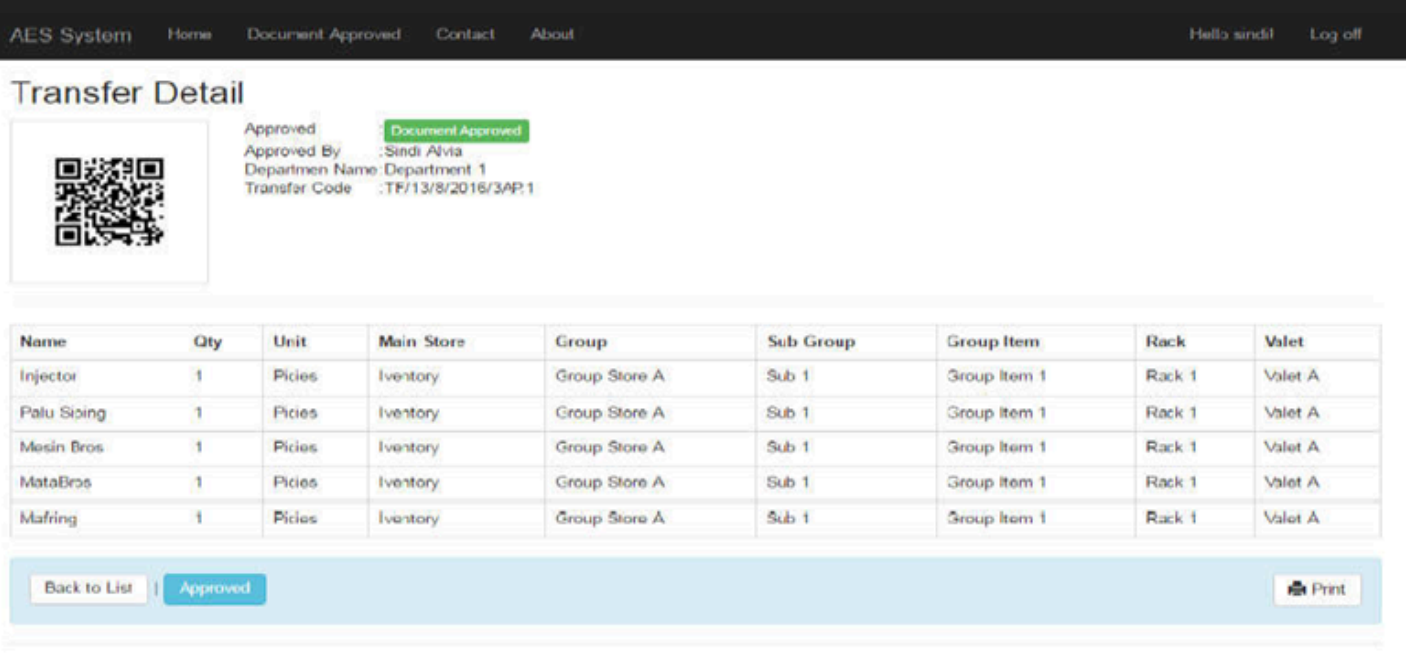 AES System Home Document Approved Contact About Hello sindi! Log off
Transfer Detail
Approved : Document Approved
Approved By :Sindi Alvia
Departmen Name:Department 1
Transfer Code :TF/13/8/2016/3AP.1
Name Qty Unit Main Store Group Sub Group Group Item Rack Valet
Injector 1 Picies Iventory Group Store A Sub 1 Group Item 1 Rack 1 Valet A
Palu Siping 1 Picies Iventory Group Store A Sub 1 Group Item 1 Rack 1 Valet A
Mesin Bros 1 Picies Iventory Group Store A Sub 1 Group Item 1 Rack 1 Valet A
MataBros 1 Picies Iventory Group Store A Sub 1 Group Item 1 Rack 1 Valet A
Mafring 1 Picies Iventory Group Store A Sub 1 Group Item 1 Rack 1 Valet A
Back to List | Approved Print